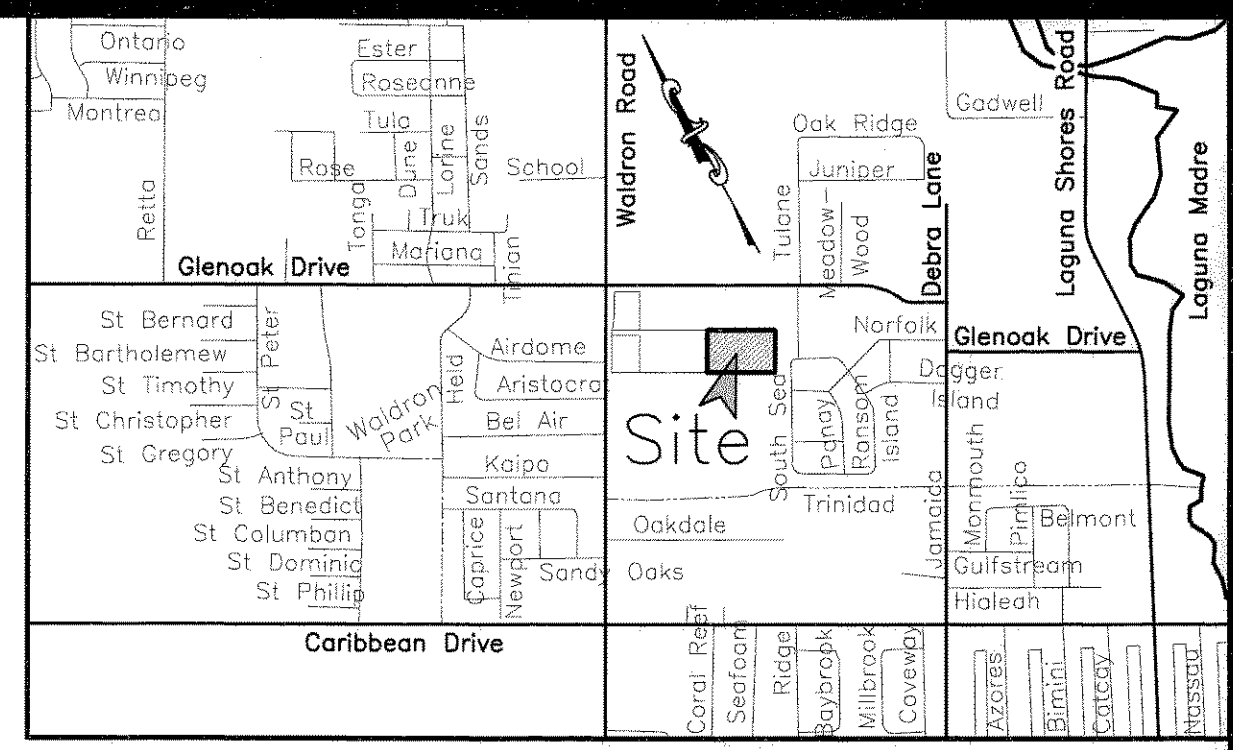 Ontario
Winnipeg
Montrea
Retta
Ester
Roseanne
Tula
Rose
Dune
Lorine
Sands
School
Tonga
Truk
Mariana
Tinian
Glenoak Drive
Waldron Road
Oak Ridge
Juniper
Tulane
Meadow-
Wood
Debra Lane
Gadwell
Laguna Shores Road
Laguna Madre
St Bernard
St Bartholemew
St Timothy
St Christopher
St Gregory
St Peter
St
Paul
St Anthony
St Benedict
St Columban
St Dominic
St Phillip
Waldron
Park
Held
Airdome
Aristocra
Bel Air
Kaipo
Santana
Caprice
Newport
Sandy Oaks
Site
South Sea
Panay
Ransom
Island
Norfolk
Glenoak Drive
Dagger
Island
Trinidad
Oakdale
Jamaica
Monmouth
Pimlico
Belmont
Gulfstream
Hialeah
Caribbean Drive
Coral Reef
Seafoam
Ridge
Baybrook
Millbrook
Coveway
Azores
Bimini
Catcay
Nassau